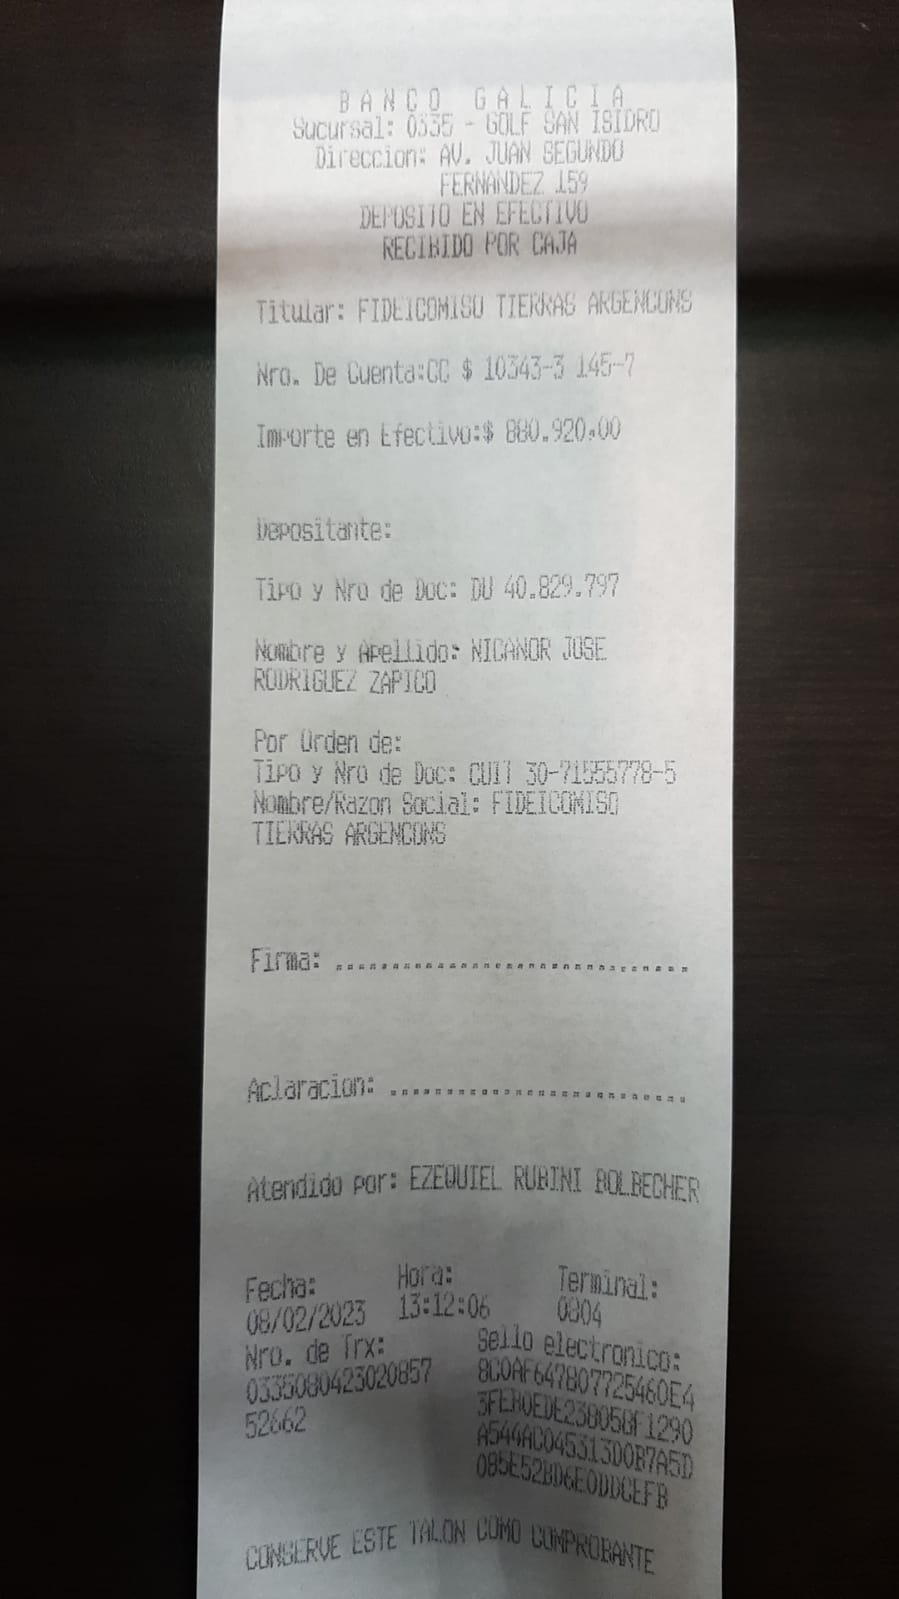 BANCO GALICIA
Sucursal: 0335 - GOLF SAN ISIDRO
Direccion: AV. JUAN SEGUNDO
FERNANDEZ 159
DEPOSITO EN EFECTIVO
RECIBIDO POR CAJA
Titular: FIDEICOMISO TIERRAS ARGENCONS
Nro. De Cuenta:CC $ 10343-3 145-7
Importe en Efectivo:$ 880.920,00
Depositante:
Tipo y Nro de Doc: DU 40.829.797
Nombre y Apellido: NICANOR JOSE
RODRIGUEZ ZAPICO
Por Orden de:
Tipo y Nro de Doc: CUIT 30-71555778-5
Nombre/Razon Social: FIDEICOMISO
TIERRAS ARGENCONS
Firma: ................................
Aclaracion: ...........................
Atendido por: EZEQUIEL RUBINI BOLBECHER
Fecha: Hora: Terminal:
08/02/2023 13:12:06 0804
Nro. de Trx: Sello electronico:
0335080423020857 8C0AF647807725460E4
52662
A544AC045313D0B7A5D
085E52BD6E0DDCEFB
CONSERVE ESTE TALON COMO COMPROBANTE